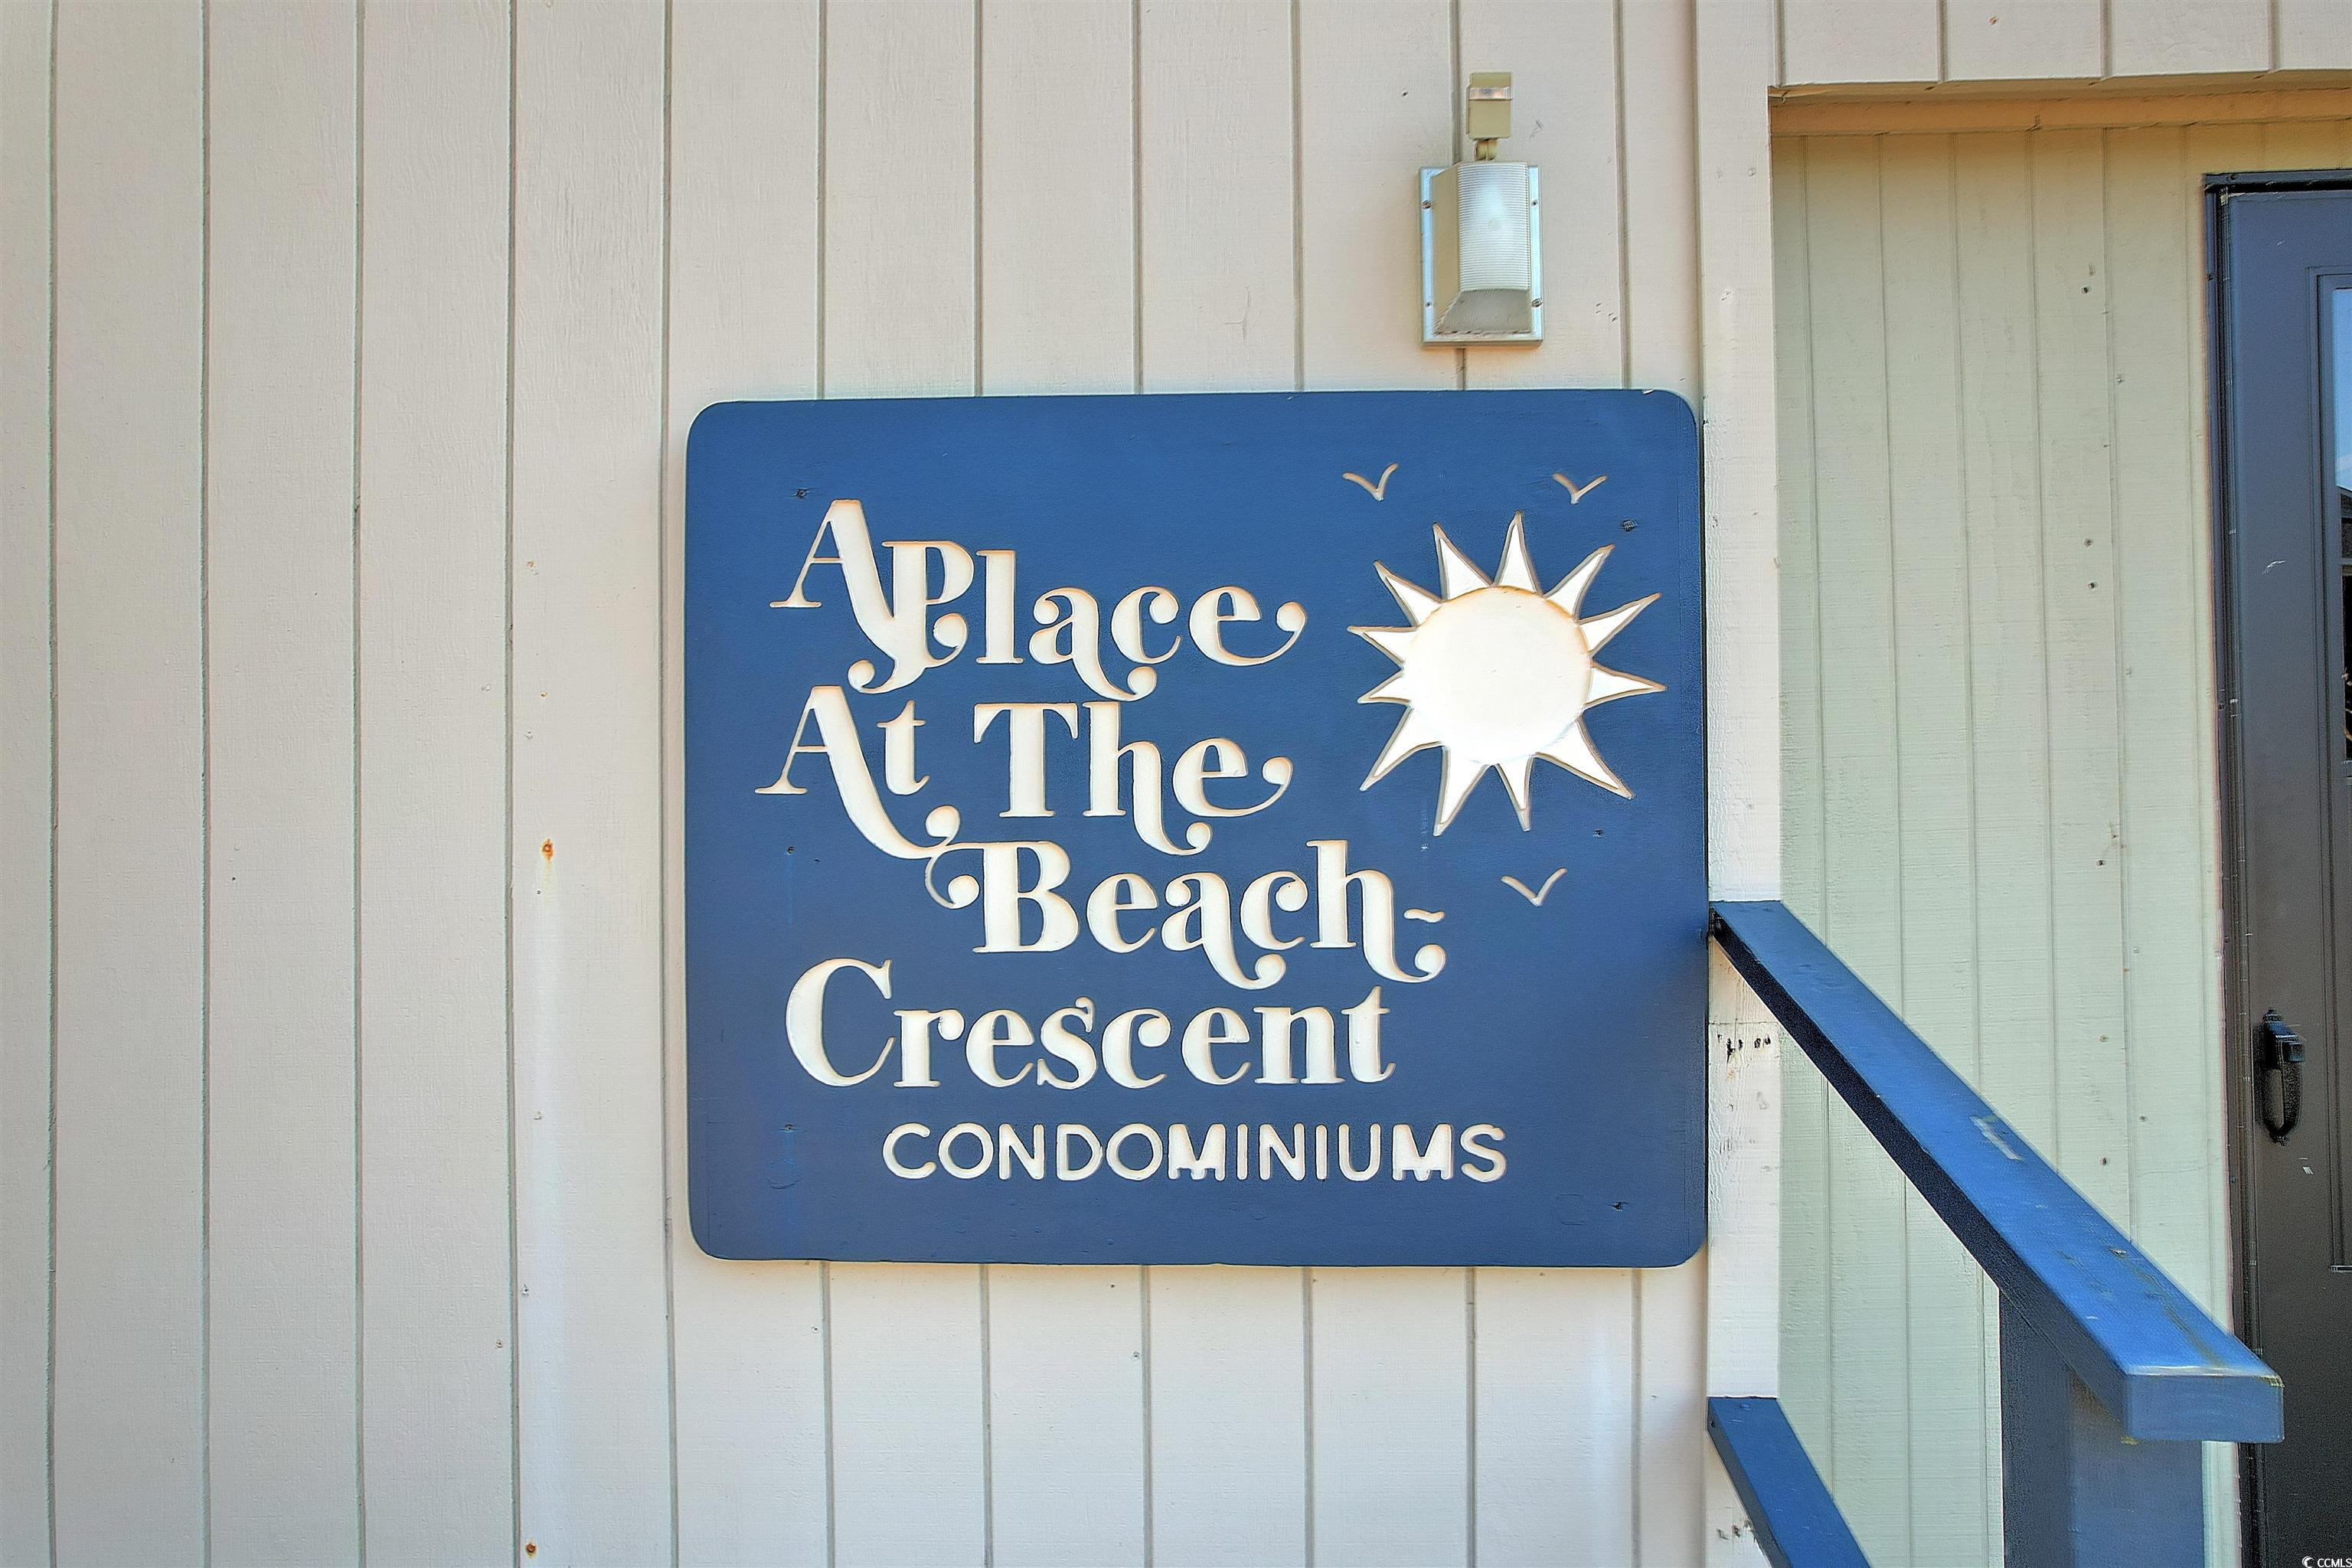 A Place
At The
Beach~
Crescent
CONDOMINIUMS
CCMLS